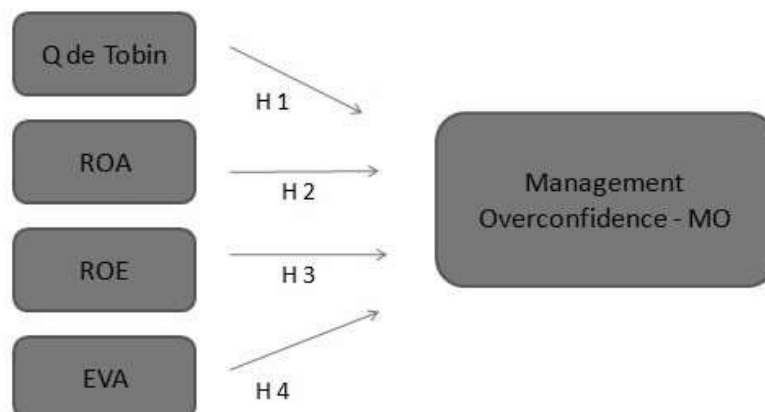 Q de Tobin
H 1
ROA
H 2
Management
Overconfidence - MO
ROE
H 3
EVA
H 4